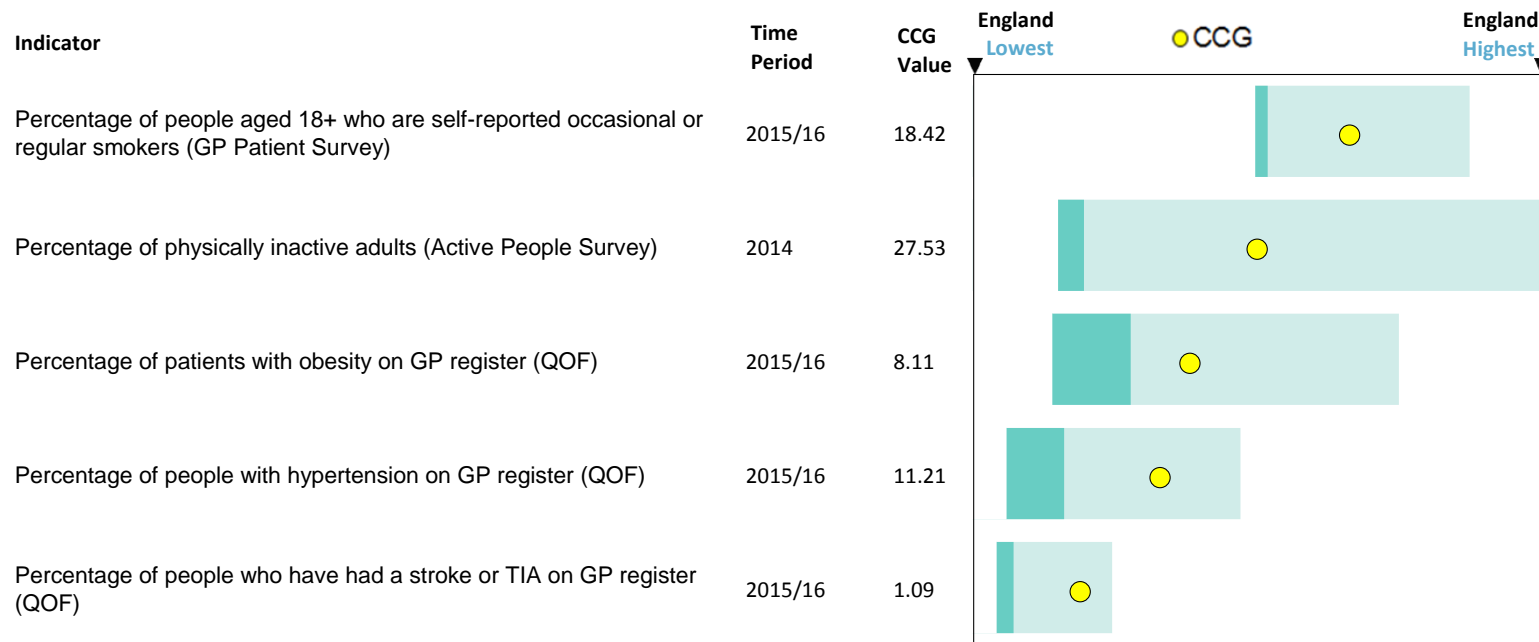 Indicator
Time
Period
CCG
Value
England
Lowest
CCG
England
Highest
Percentage of people aged 18+ who are self-reported occasional or
regular smokers (GP Patient Survey)
2015/16
18.42
Percentage of physically inactive adults (Active People Survey)
2014
27.53
Percentage of patients with obesity on GP register (QOF)
2015/16
8.11
Percentage of people with hypertension on GP register (QOF)
2015/16
11.21
Percentage of people who have had a stroke or TIA on GP register
(QOF)
2015/16
1.09